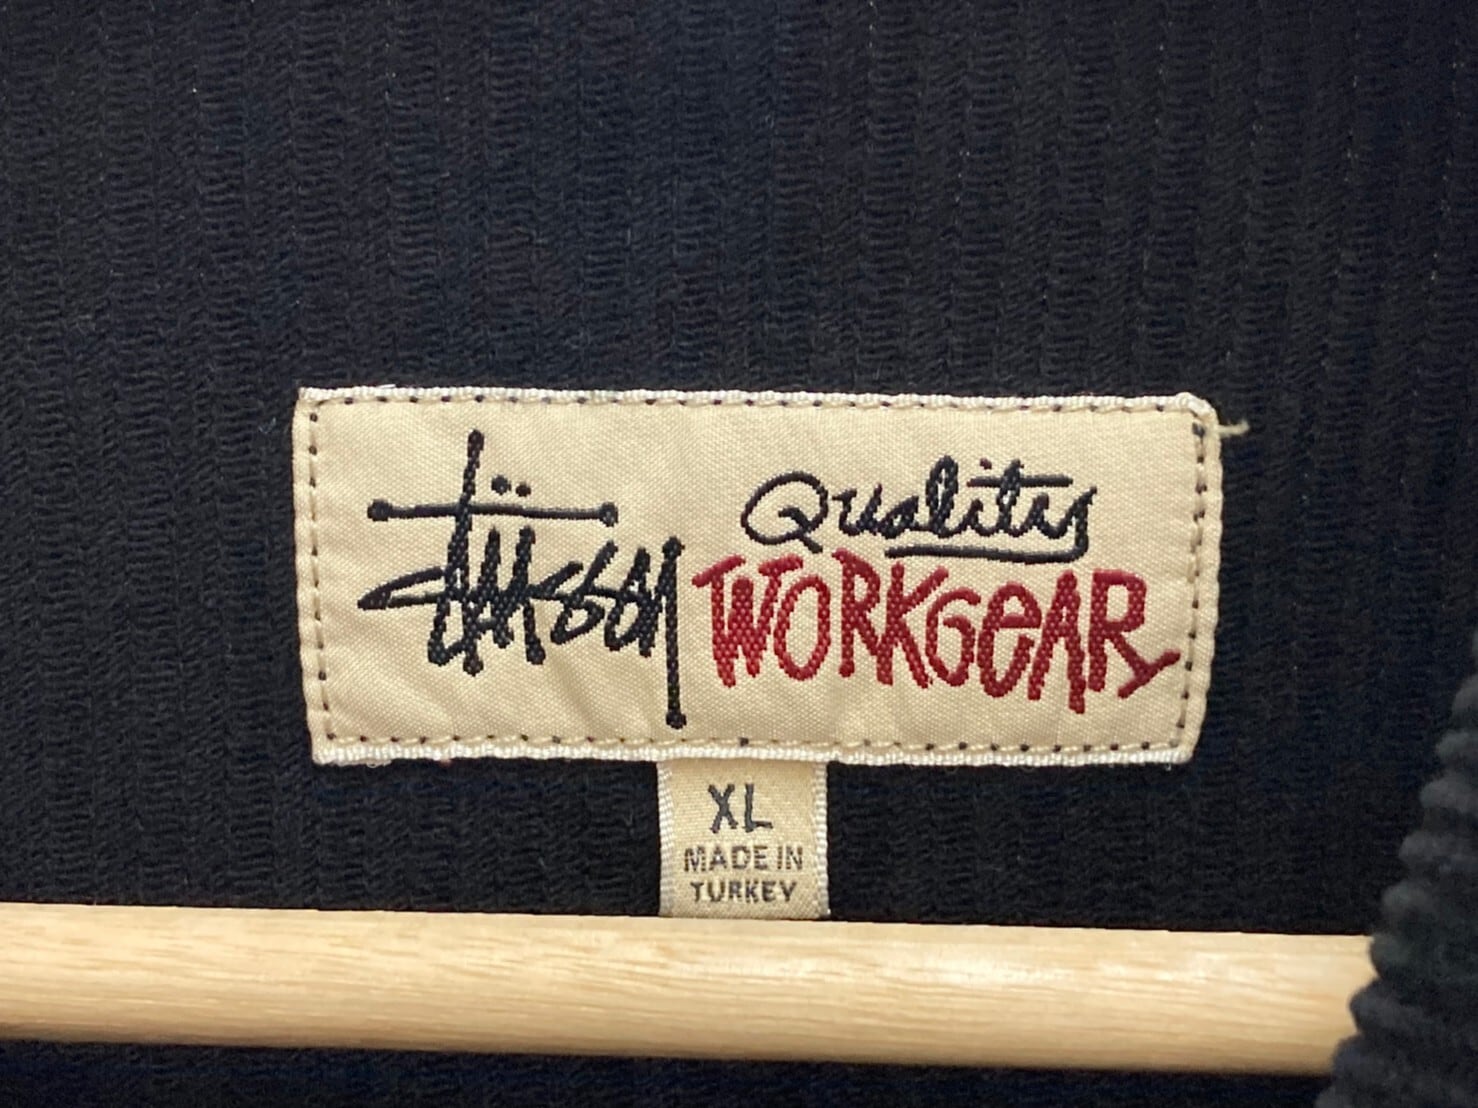 Stüssy
Quality
WORKGEAR
XL
MADE IN
TURKEY